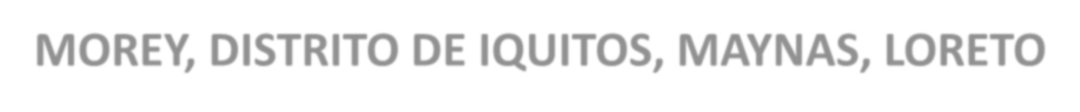 MOREY, DISTRITO DE IQUITOS, MAYNAS, LORETO